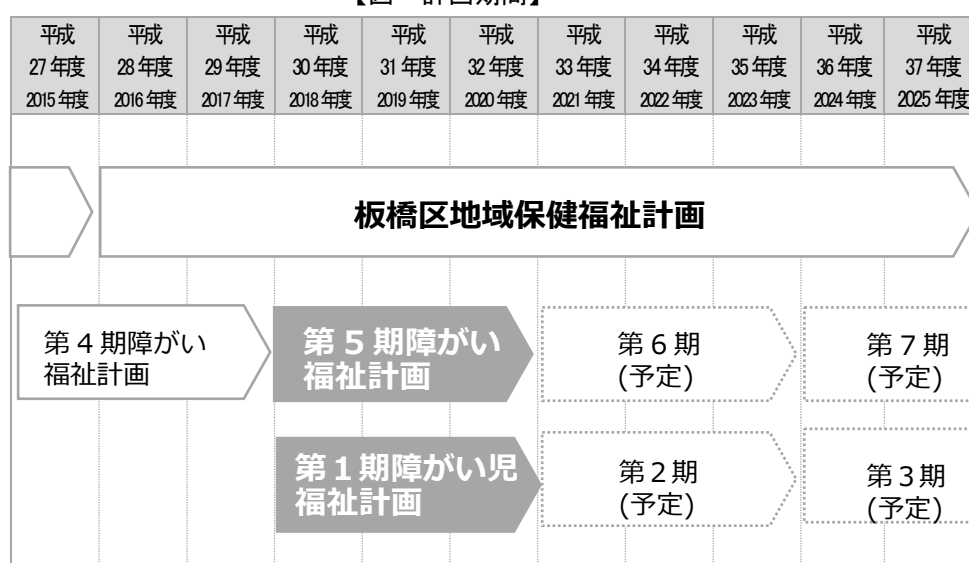 【図 計画期間】
平成 平成 平成 平成 平成 平成 平成 平成 平成 平成 平成
27年度 28年度 29年度 30年度 31年度 32年度 33年度 34年度 35年度 36年度 37年度
2015年度 2016年度 2017年度 2018年度 2019年度 2020年度 2021年度 2022年度 2023年度 2024年度 2025年度
板橋区地域保健福祉計画
第4期障がい
福祉計画
第5期障がい
福祉計画
第6期
(予定)
第7期
(予定)
第1期障がい児
福祉計画
第2期
(予定)
第3期
(予定)